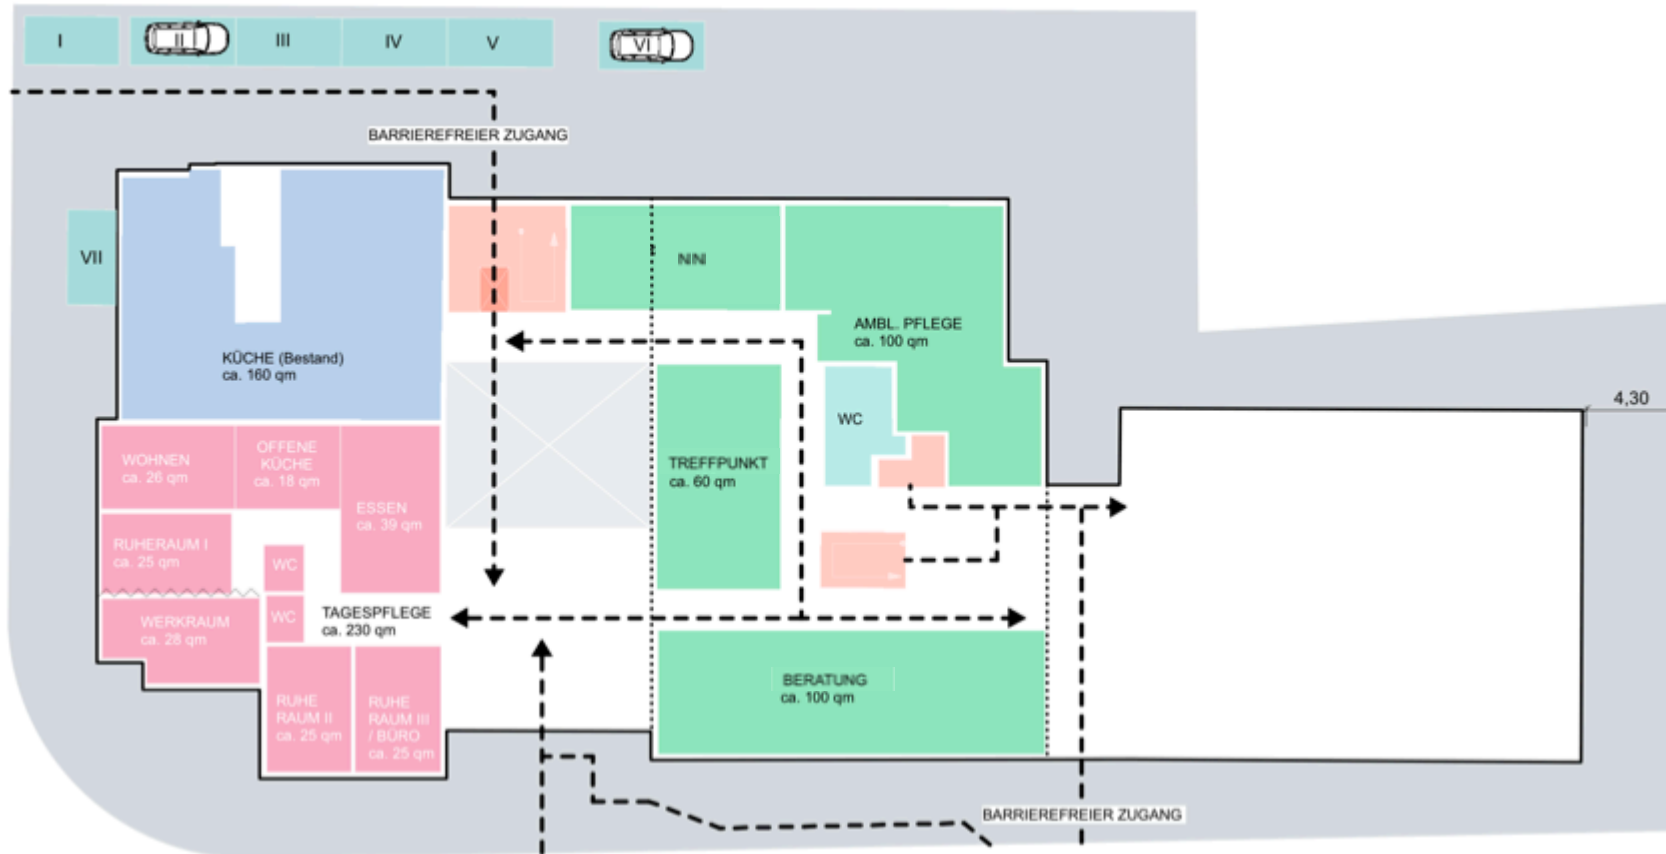 I
II
III
IV
V
VI
BARRIEREFREIER ZUGANG
VII
NN
AMBL. PFLEGE
ca. 100 qm
KÜCHE (Bestand)
ca. 160 qm
4,30
WC
WOHNEN
ca. 26 qm
OFFENE
KÜCHE
ca. 18 qm
ESSEN
ca. 39 qm
TREFFPUNKT
ca. 60 qm
RUHERAUM I
ca. 25 qm
WC
WC
TAGESPFLEGE
ca. 230 qm
WERKRAUM
ca. 28 qm
RUHE
RAUM II
ca. 25 qm
RUHE
RAUM III
/ BÜRO
ca. 25 qm
BERATUNG
ca. 100 qm
BARRIEREFREIER ZUGANG